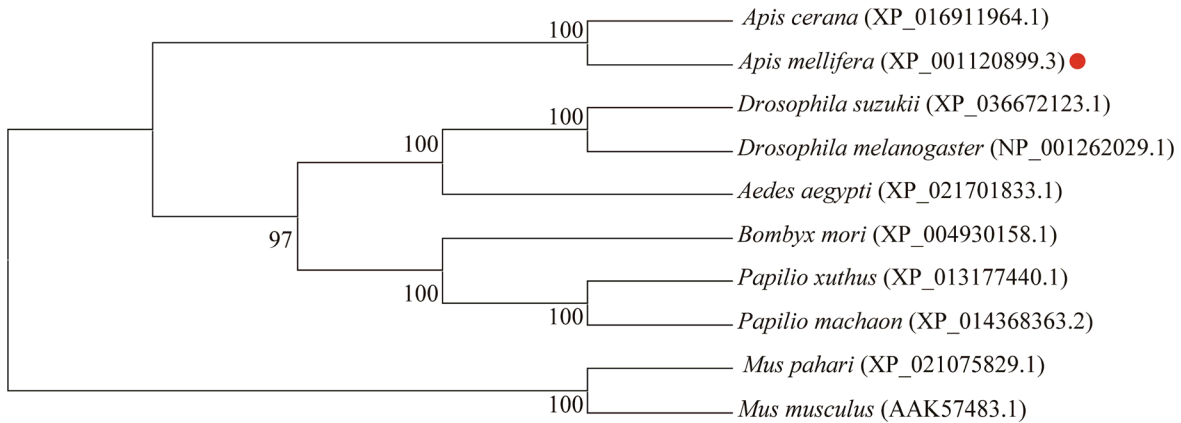 100
Apis cerana (XP_016911964.1)
Apis mellifera (XP_001120899.3)
100
Drosophila suzukii (XP_036672123.1)
100
Drosophila melanogaster (NP_001262029.1)
Aedes aegypti (XP_021701833.1)
97
Bombyx mori (XP_004930158.1)
100
Papilio xuthus (XP_013177440.1)
100
Papilio machaon (XP_014368363.2)
Mus pahari (XP_021075829.1)
100
Mus musculus (AAK57483.1)